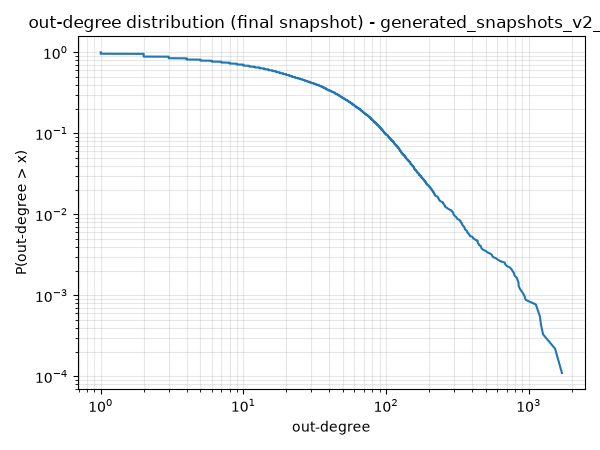 out-degree distribution (final snapshot) - generated_snapshots_v2_
10⁰
10⁻¹
10⁻²
10⁻³
10⁻⁴
P(out-degree > x)
10⁰ 10¹ 10² 10³
out-degree